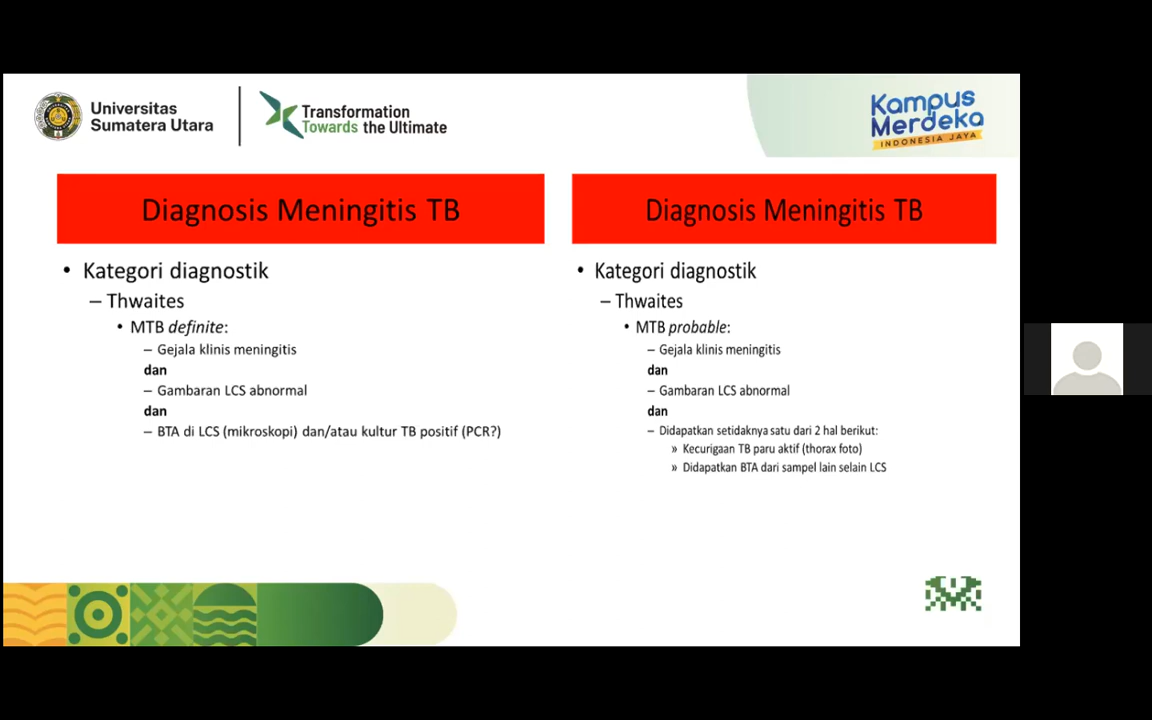 Universitas
Sumatera Utara
Transformation
Towards the Ultimate
Kampus
Merdeka
INDONESIA JAYA
Diagnosis Meningitis TB
• Kategori diagnostik
– Thwaites
• MTB definite:
– Gejala klinis meningitis
dan
– Gambaran LCS abnormal
dan
– BTA di LCS (mikroskopi) dan/atau kultur TB positif (PCR?)
Diagnosis Meningitis TB
• Kategori diagnostik
– Thwaites
• MTB probable:
– Gejala klinis meningitis
dan
– Gambaran LCS abnormal
dan
– Didapatkan setidaknya satu dari 2 hal berikut:
» Kecurigaan TB paru aktif (thorax foto)
» Didapatkan BTA dari sampel lain selain LCS